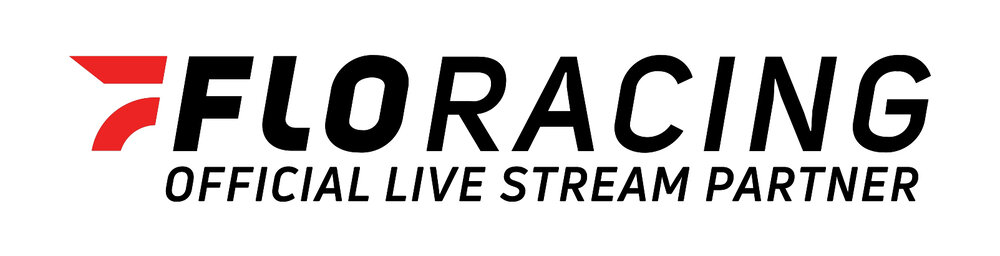 FLORACING
OFFICIAL LIVE STREAM PARTNER